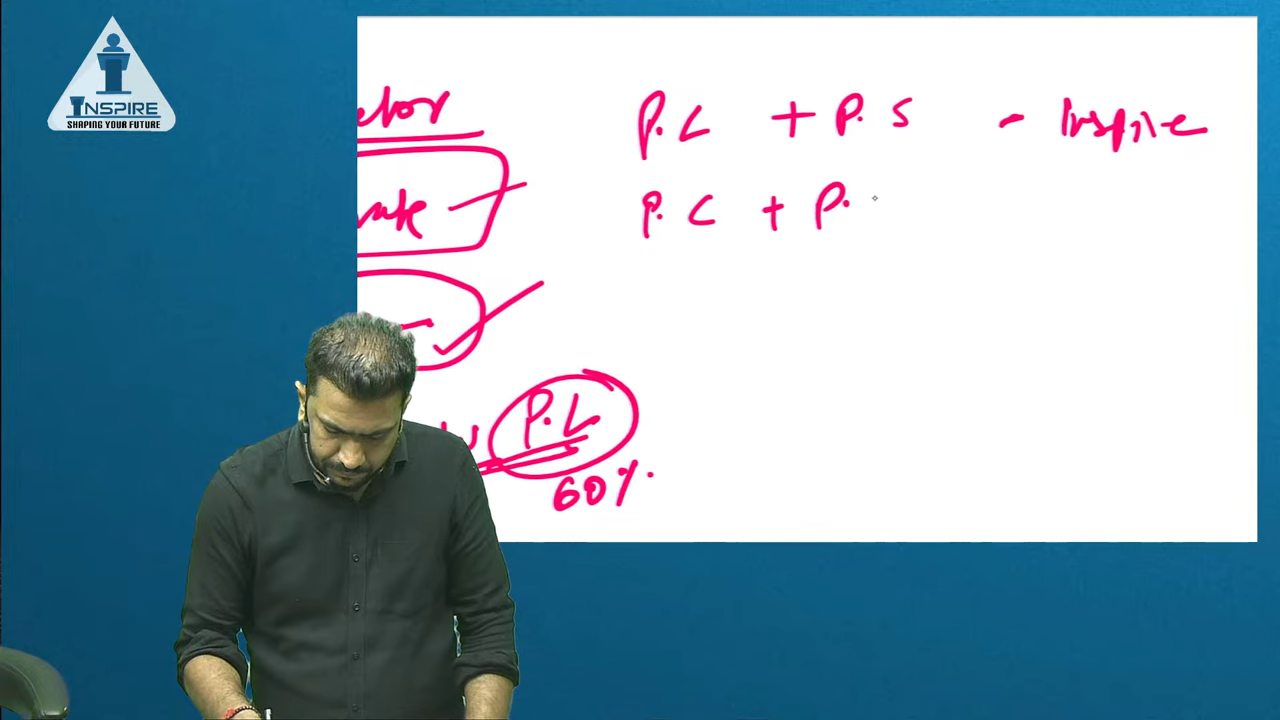 INSPIRE
SHAPING YOUR FUTURE
P.L + P.S - Inspire
P.C + P.
P.L
60%.